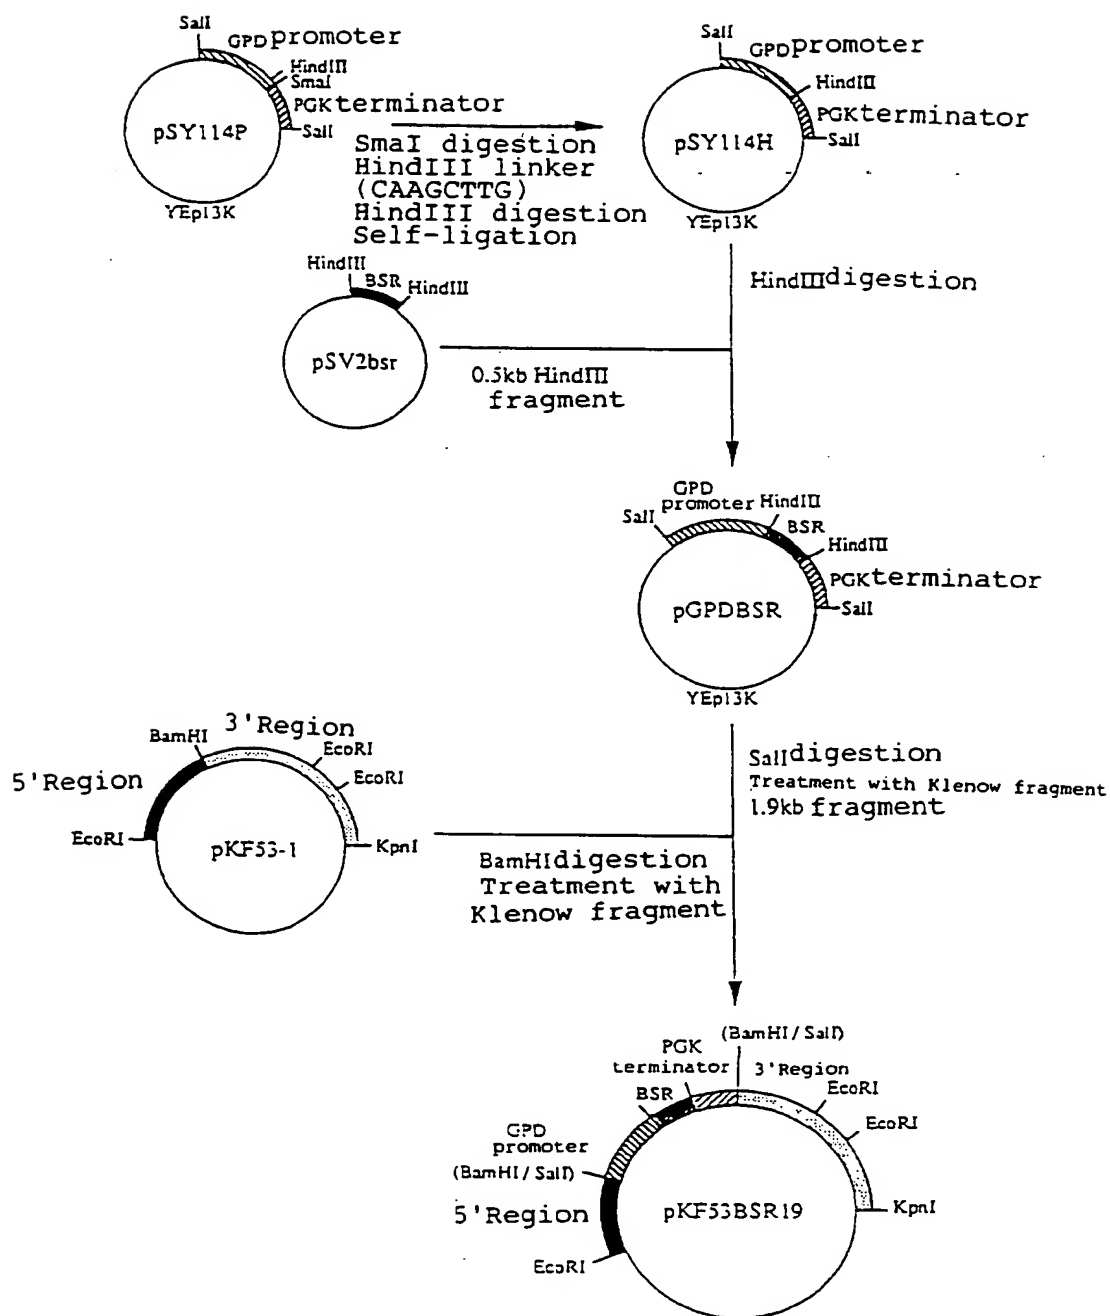 SalI
GPD promoter
HindIII
SmaI
PGK terminator
SalI
pSY114P
YEp13K
SmaI digestion
HindIII linker
(CAAGCTTG)
HindIII digestion
Self-ligation
SalI
GPD promoter
HindIII
PGK terminator
SalI
pSY114H
YEp13K
HindIII digestion
HindIII
BSR
HindIII
pSV2bsr
0.5kb HindIII
fragment
GPD
promoter
HindIII
SalI
BSR
HindIII
PGK terminator
SalI
pGPDBSR
YEp13K
3'Region
BamHI
EcoRI
EcoRI
5'Region
EcoRI
KpnI
pKF53-1
SalI digestion
Treatment with Klenow fragment
1.9kb fragment
BamHI digestion
Treatment with
Klenow fragment
(BamHI / SalI)
PGK
terminator
3'Region
BSR
EcoRI
EcoRI
GPD
promoter
(BamHI / SalI)
5'Region
pKF53BSR19
KpnI
EcoRI